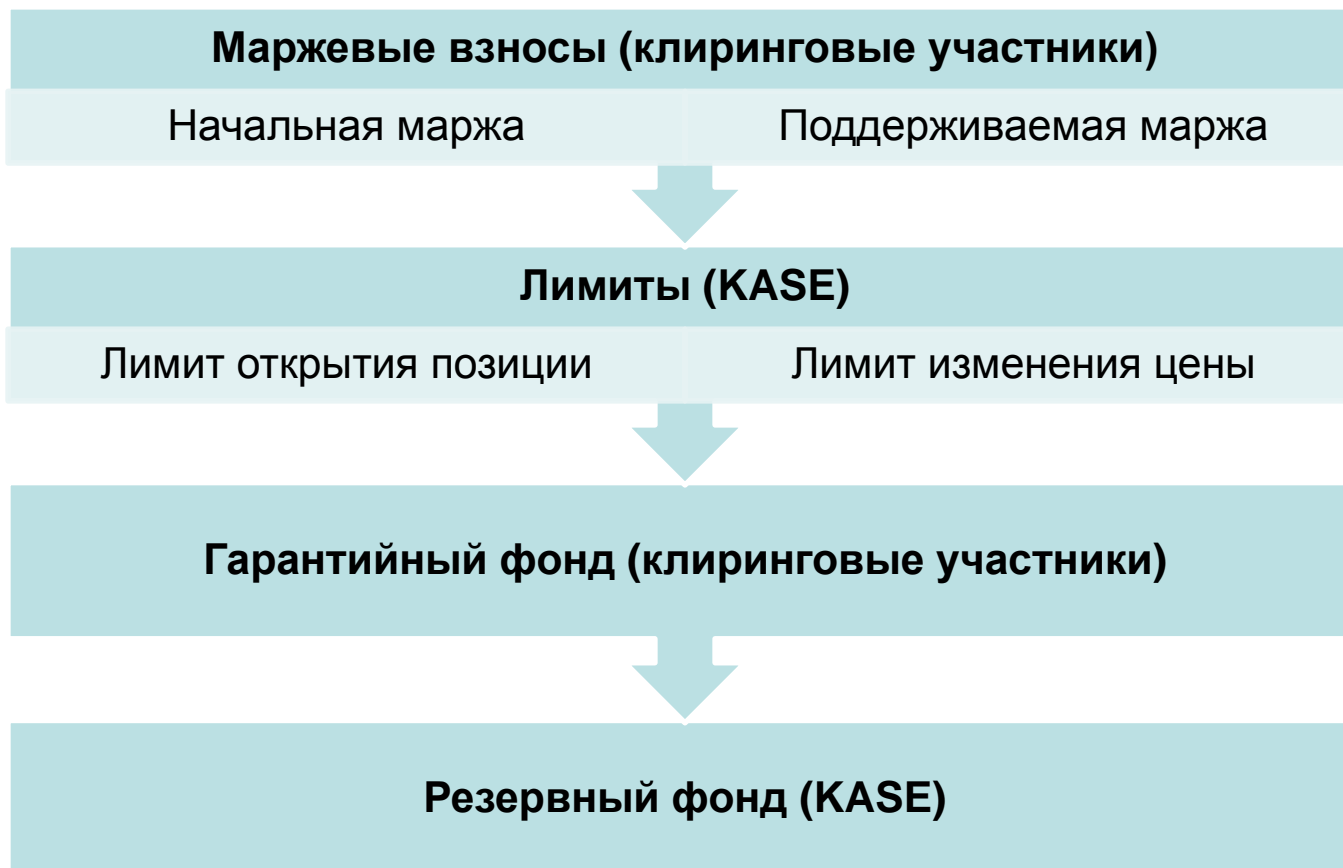 Маржевые взносы (клиринговые участники)
Начальная маржа
Поддерживаемая маржа
Лимиты (KASE)
Лимит открытия позиции
Лимит изменения цены
Гарантийный фонд (клиринговые участники)
Резервный фонд (KASE)